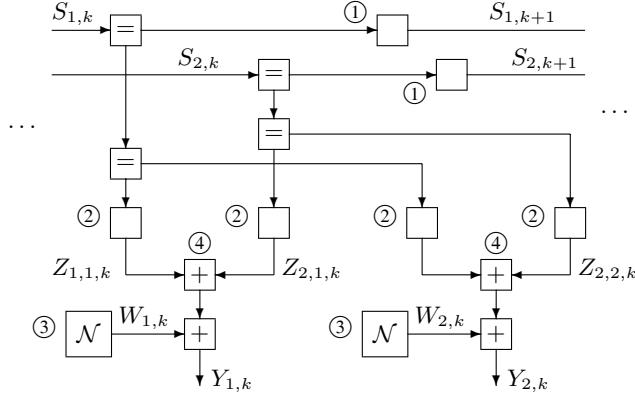 S_{1,k} = ① S_{1,k+1}
S_{2,k} = ① S_{2,k+1}
... = ...
=
② ② ② ②
Z_{1,1,k} ④ + Z_{2,1,k} ④ + Z_{2,2,k}
③ N W_{1,k} + ③ N W_{2,k} +
Y_{1,k} Y_{2,k}